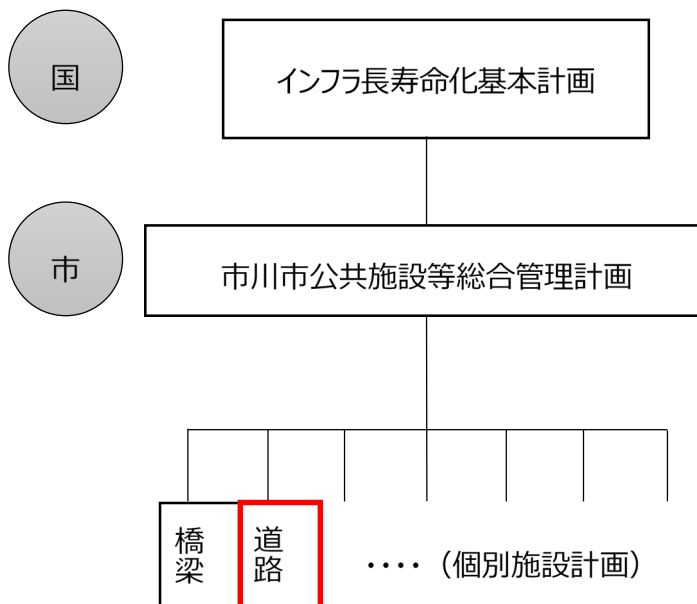 国
インフラ長寿命化基本計画
市
市川市公共施設等総合管理計画
橋梁
道路
････（個別施設計画）